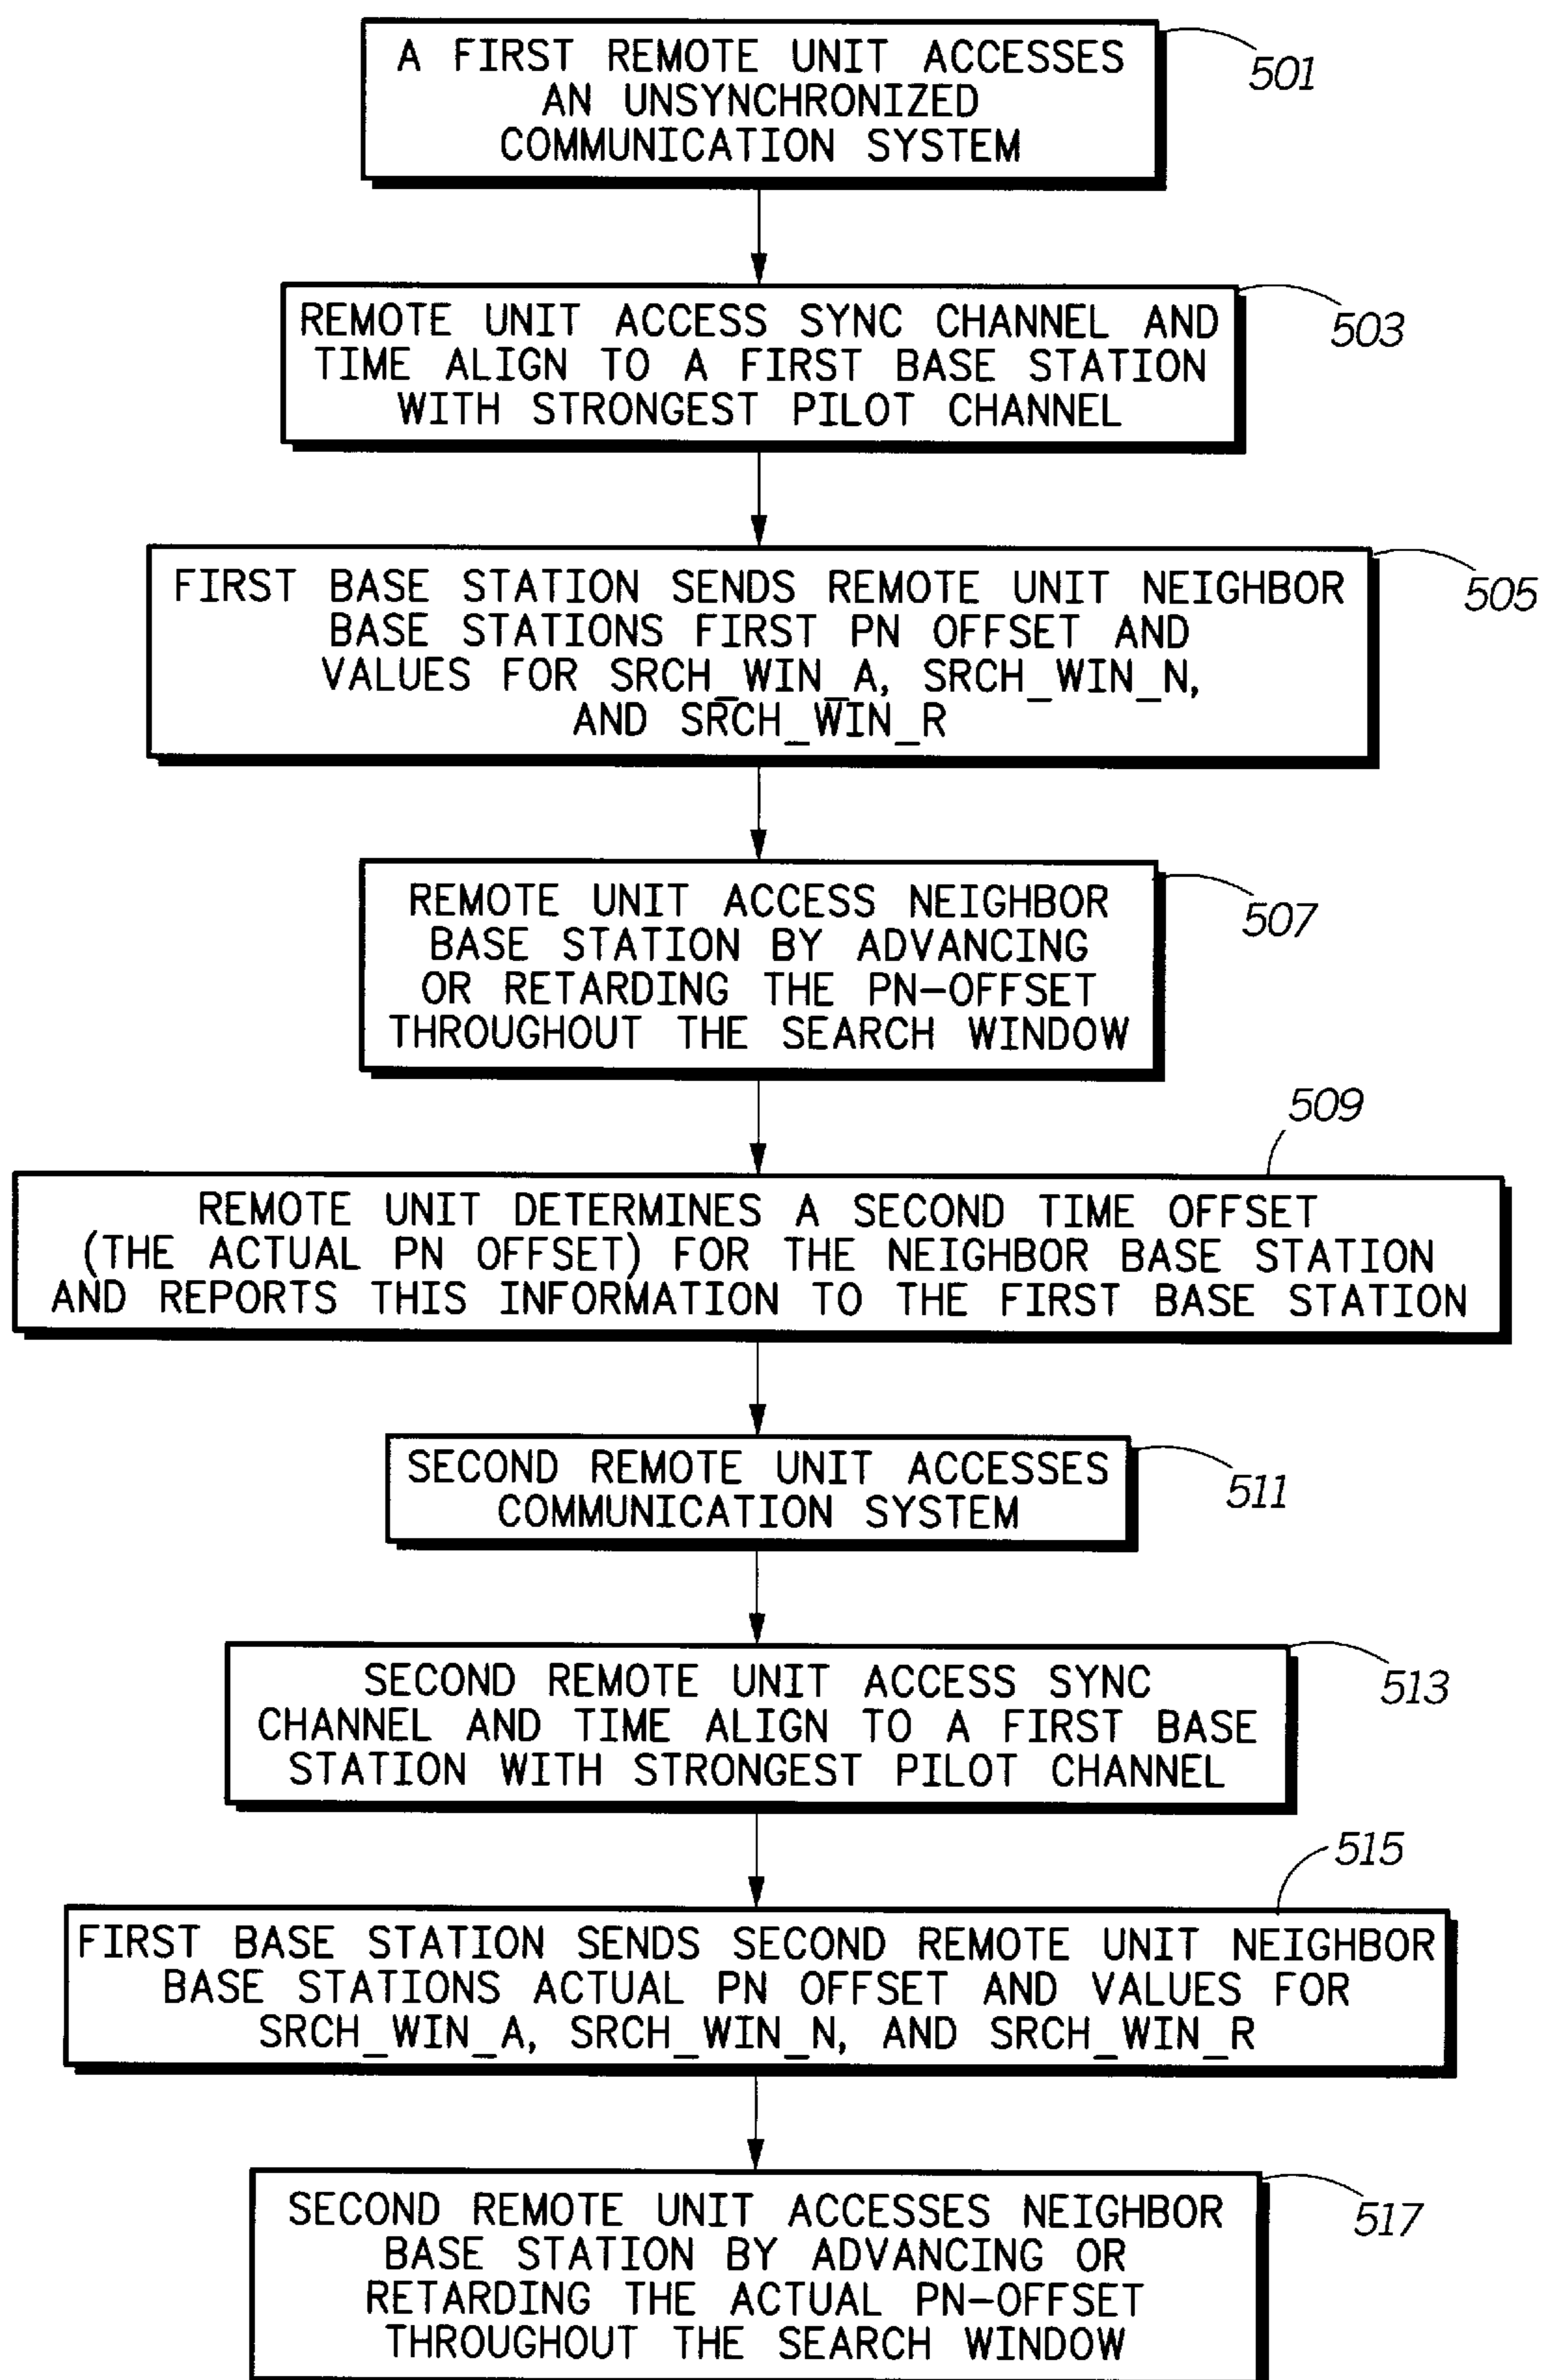 A FIRST REMOTE UNIT ACCESSES
AN UNSYNCHRONIZED
COMMUNICATION SYSTEM
501
REMOTE UNIT ACCESS SYNC CHANNEL AND
TIME ALIGN TO A FIRST BASE STATION
WITH STRONGEST PILOT CHANNEL
503
FIRST BASE STATION SENDS REMOTE UNIT NEIGHBOR
BASE STATIONS FIRST PN OFFSET AND
VALUES FOR SRCH_WIN_A, SRCH_WIN_N,
AND SRCH_WIN_R
505
REMOTE UNIT ACCESS NEIGHBOR
BASE STATION BY ADVANCING
OR RETARDING THE PN-OFFSET
THROUGHOUT THE SEARCH WINDOW
507
509
REMOTE UNIT DETERMINES A SECOND TIME OFFSET
(THE ACTUAL PN OFFSET) FOR THE NEIGHBOR BASE STATION
AND REPORTS THIS INFORMATION TO THE FIRST BASE STATION
SECOND REMOTE UNIT ACCESSES
COMMUNICATION SYSTEM
511
SECOND REMOTE UNIT ACCESS SYNC
CHANNEL AND TIME ALIGN TO A FIRST BASE
STATION WITH STRONGEST PILOT CHANNEL
513
515
FIRST BASE STATION SENDS SECOND REMOTE UNIT NEIGHBOR
BASE STATIONS ACTUAL PN OFFSET AND VALUES FOR
SRCH_WIN_A, SRCH_WIN_N, AND SRCH_WIN_R
SECOND REMOTE UNIT ACCESSES NEIGHBOR
BASE STATION BY ADVANCING OR
RETARDING THE ACTUAL PN-OFFSET
THROUGHOUT THE SEARCH WINDOW
517